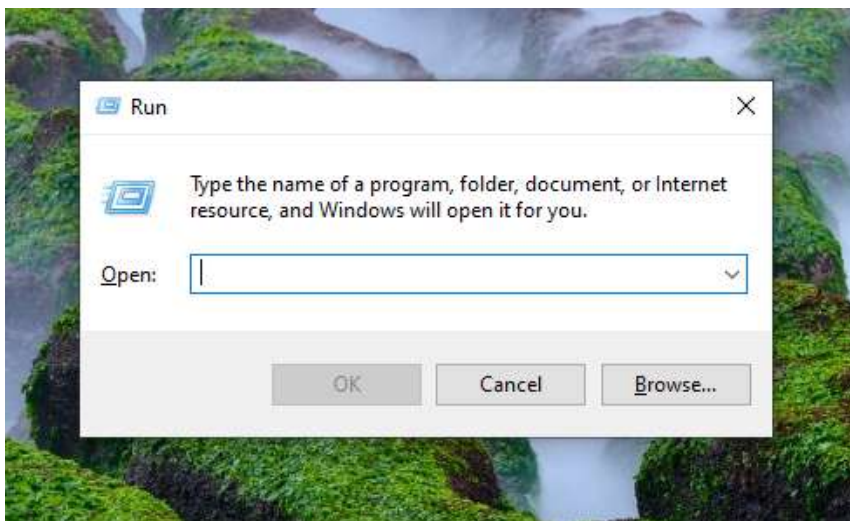 Run
Type the name of a program, folder, document, or Internet
resource, and Windows will open it for you.
Open:
OK
Cancel
Browse...